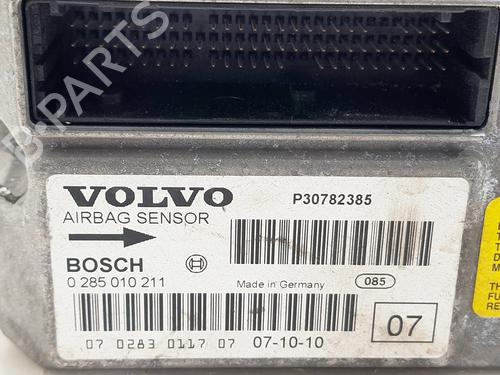 B-PARTS
VOLVO
P30782385
AIRBAG SENSOR
BOSCH
0 285 010 211
Made in Germany
085
07
07 0283 0117 07
07-10-10